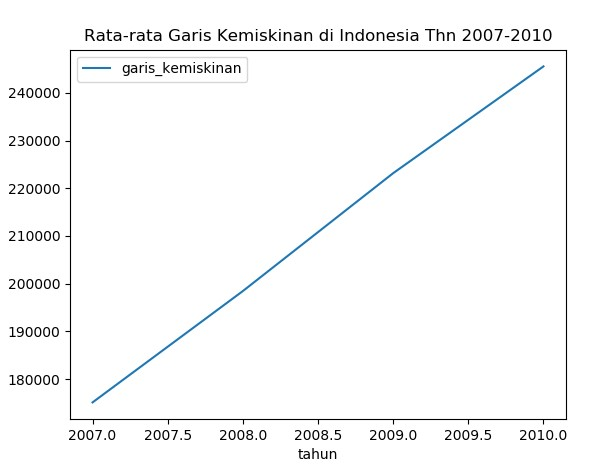 Rata-rata Garis Kemiskinan di Indonesia Thn 2007-2010
garis_kemiskinan
240000
230000
220000
210000
200000
190000
180000
2007.0 2007.5 2008.0 2008.5 2009.0 2009.5 2010.0
tahun